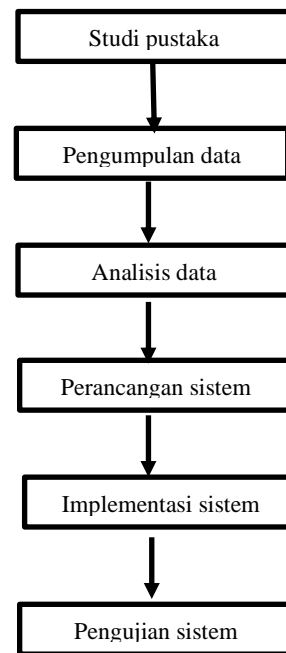 Studi pustaka
Pengumpulan data
Analisis data
Perancangan sistem
Implementasi sistem
Pengujian sistem